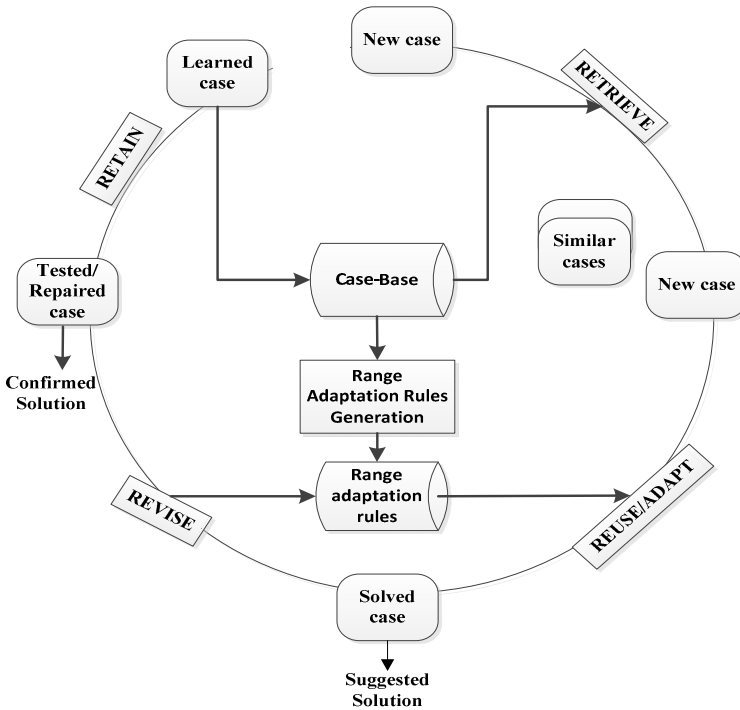 New case
Learned
case
RETRIEVE
RETAIN
Similar
cases
Tested/
Repaired
case
Case-Base
New case
Confirmed
Solution
Range
Adaptation Rules
Generation
Range
adaptation
rules
REVISE
REUSE/ADAPT
Solved
case
Suggested
Solution